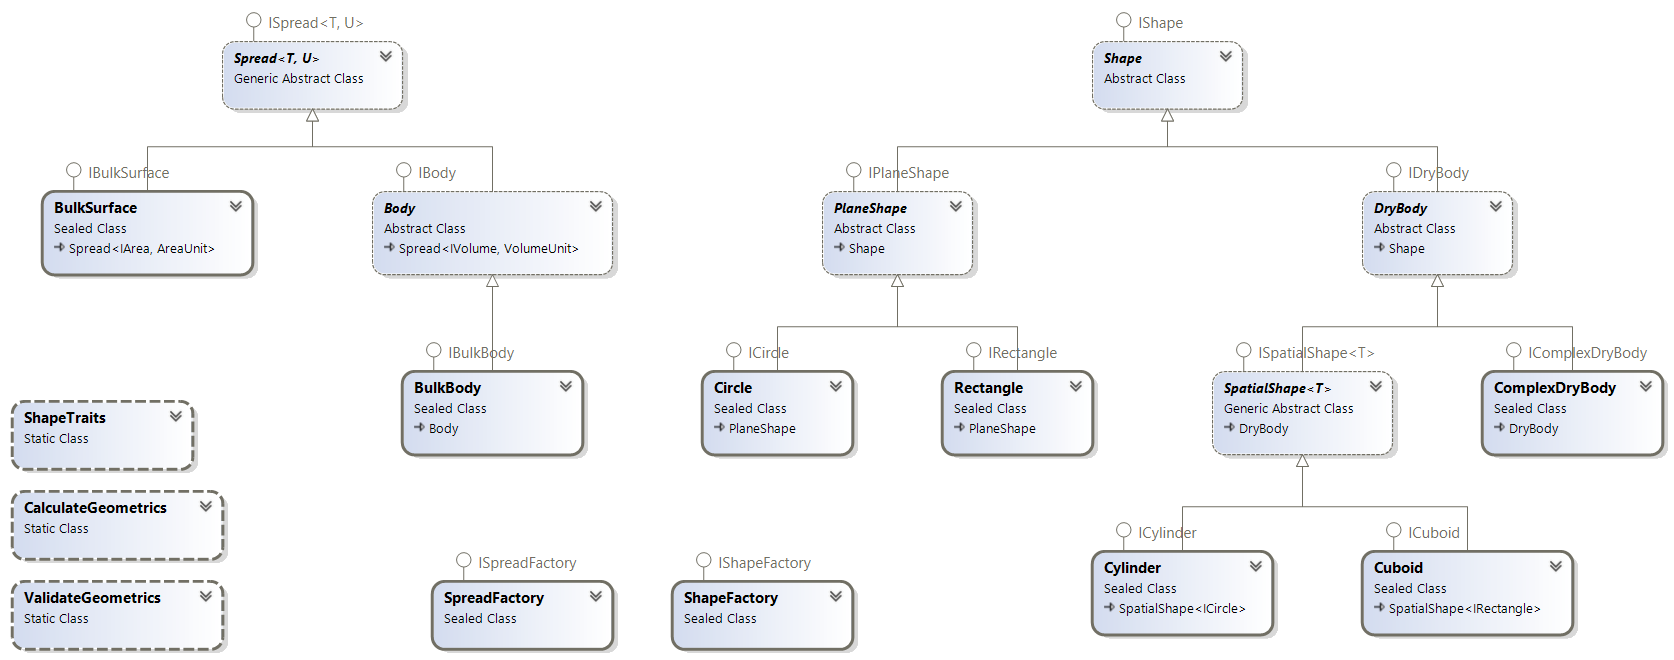 ISpread<T, U>
Spread<T, U>
Generic Abstract Class
IShape
Shape
Abstract Class
IBulkSurface
BulkSurface
Sealed Class
Spread<IArea, AreaUnit>
IBody
Body
Abstract Class
Spread<IVolume, VolumeUnit>
IPlaneShape
PlaneShape
Abstract Class
Shape
IDryBody
DryBody
Abstract Class
Shape
IBulkBody
BulkBody
Sealed Class
Body
ICircle
Circle
Sealed Class
PlaneShape
IRectangle
Rectangle
Sealed Class
PlaneShape
ISpatialShape<T>
SpatialShape<T>
Generic Abstract Class
DryBody
IComplexDryBody
ComplexDryBody
Sealed Class
DryBody
ShapeTraits
Static Class
CalculateGeometrics
Static Class
ValidateGeometrics
Static Class
ISpreadFactory
SpreadFactory
Sealed Class
IShapeFactory
ShapeFactory
Sealed Class
ICylinder
Cylinder
Sealed Class
SpatialShape<ICircle>
ICuboid
Cuboid
Sealed Class
SpatialShape<IRectangle>